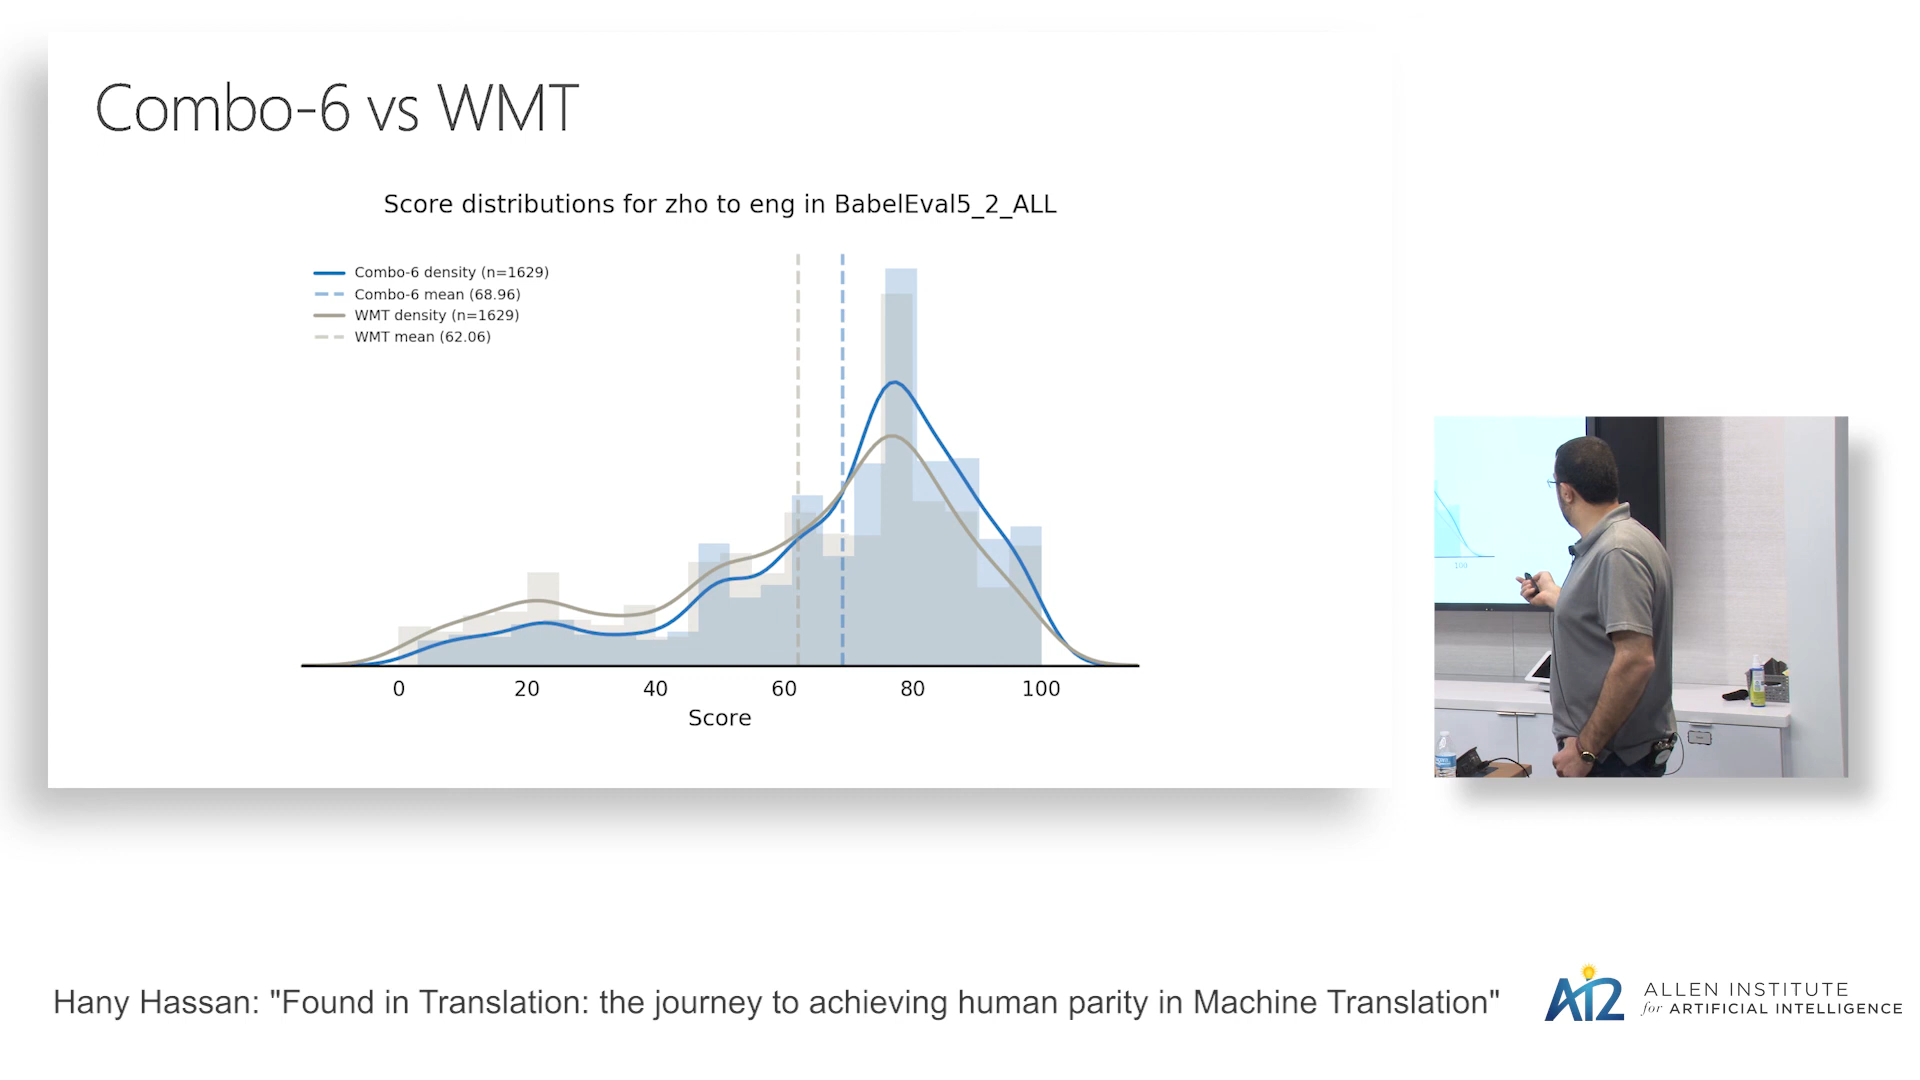 Combo-6 vs WMT
Score distributions for zho to eng in BabelEval5_2_ALL
Combo-6 density (n=1629)
Combo-6 mean (68.96)
WMT density (n=1629)
WMT mean (62.06)
0 20 40 60 80 100
Score
100
Hany Hassan: "Found in Translation: the journey to achieving human parity in Machine Translation"
AI2
ALLEN INSTITUTE
for ARTIFICIAL INTELLIGENCE